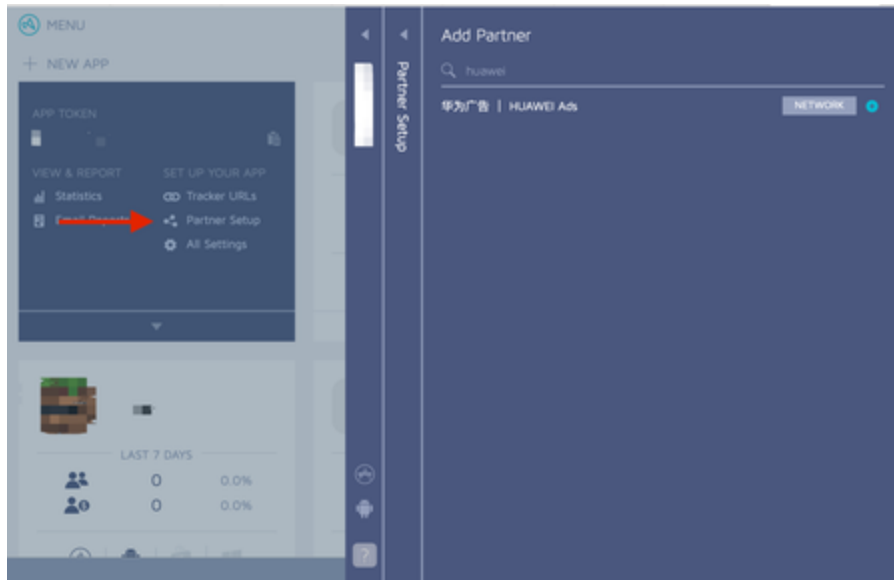 MENU
+ NEW APP
APP TOKEN
VIEW & REPORT
SET UP YOUR APP
Statistics
Tracker URLs
Email Reports
Partner Setup
All Settings
LAST 7 DAYS
0 0.0%
0 0.0%
?
Partner Setup
Add Partner
huawei
华为广告 | HUAWEI Ads
NETWORK